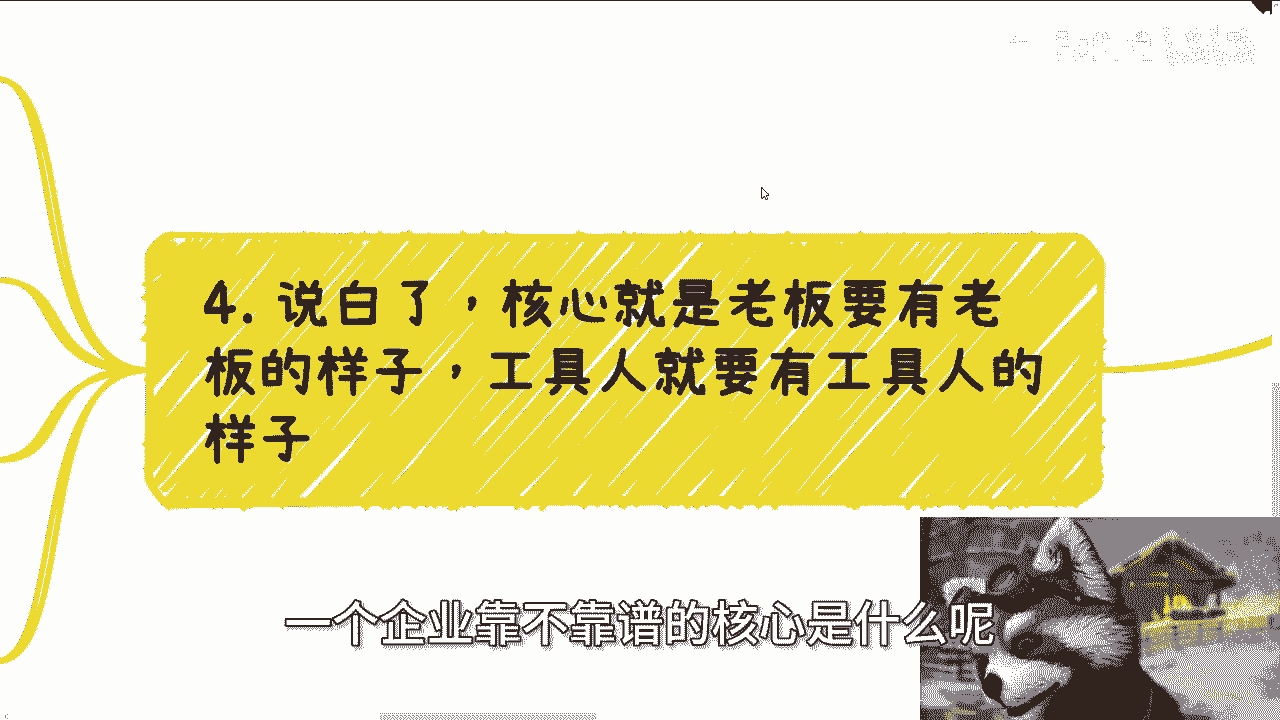 4. 说白了，核心就是老板要有老
板的样子，工具人就要有工具人的
样子
一个企业靠不靠谱的核心是什么呢